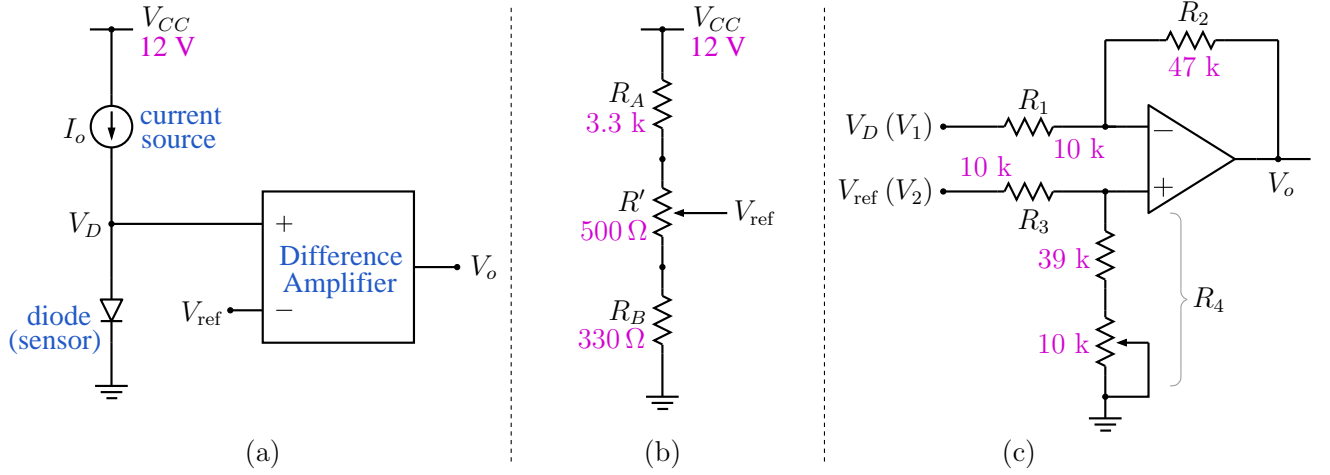 V_CC
12 V
I_o
current
source
V_D
+
Difference
Amplifier
−
V_ref
V_o
diode
(sensor)
(a)
V_CC
12 V
R_A
3.3 k
R′
500 Ω
V_ref
R_B
330 Ω
(b)
R_2
47 k
R_1
V_D (V_1)
10 k
−
10 k
V_ref (V_2)
+
R_3
V_o
39 k
R_4
10 k
(c)